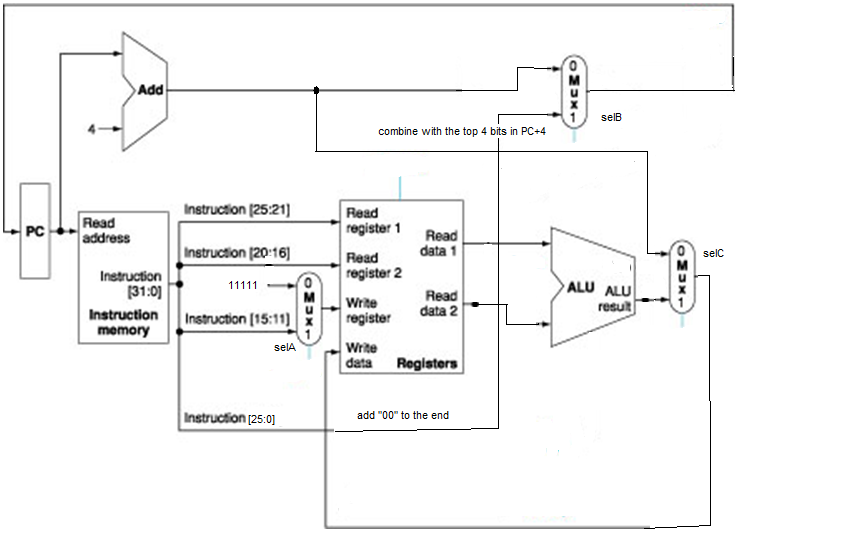 Add
4
0
M
u
x
1
selB
combine with the top 4 bits in PC+4
PC
Read
address
Instruction
[31:0]
Instruction
memory
Instruction [25:21]
Instruction [20:16]
11111
0
M
u
x
1
selA
Instruction [15:11]
Instruction [25:0]
add "00" to the end
Read
register 1
Read
register 2
Write
register
Write
data
Read
data 1
Read
data 2
Registers
ALU
ALU
result
0
M
u
x
1
selC